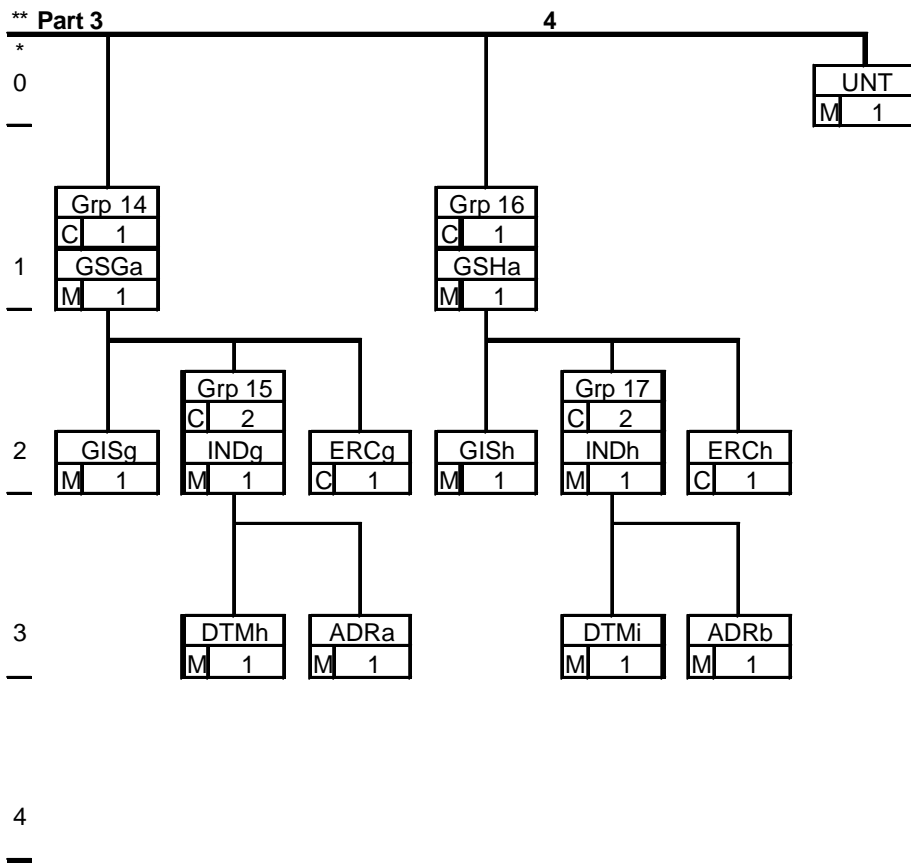 ** Part 3 4
*
0 UNT
M 1
Grp 14 Grp 16
C 1 C 1
1 GSGa GSHa
M 1 M 1
Grp 15 Grp 17
C 2 C 2
2 GISg INDg ERCg GISh INDh ERCh
M 1 M 1 C 1 M 1 M 1 C 1
3 DTMh ADRa DTMi ADRb
M 1 M 1 M 1 M 1
4